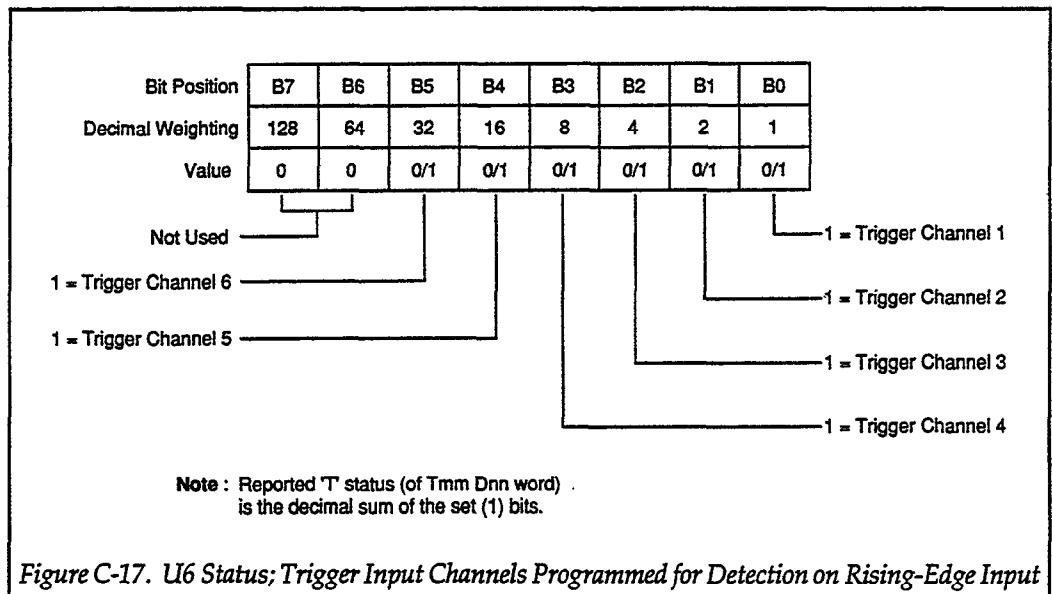 Bit Position B7 B6 B5 B4 B3 B2 B1 B0
Decimal Weighting 128 64 32 16 8 4 2 1
Value 0 0 0/1 0/1 0/1 0/1 0/1 0/1
Not Used
1 = Trigger Channel 1
1 = Trigger Channel 6
1 = Trigger Channel 2
1 = Trigger Channel 5
1 = Trigger Channel 3
1 = Trigger Channel 4
Note : Reported 'T' status (of Tmm Dnn word)
is the decimal sum of the set (1) bits.
Figure C-17. U6 Status; Trigger Input Channels Programmed for Detection on Rising-Edge Input